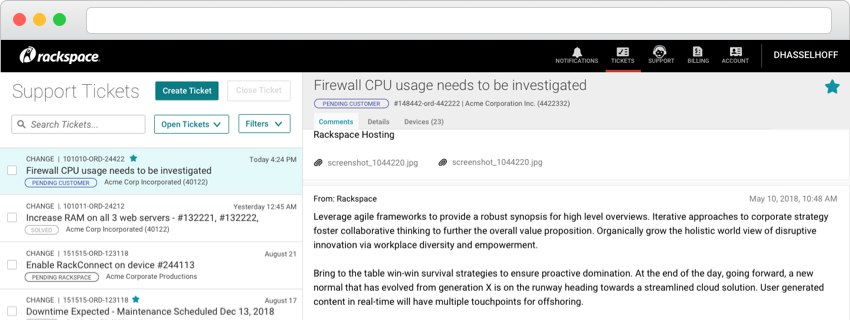 rackspace
NOTIFICATIONS
TICKETS
SUPPORT
BILLING
ACCOUNT
DHASSELHOFF
Support Tickets
Create Ticket
Close Ticket
Search Tickets...
Open Tickets
Filters
CHANGE | 101010-ORD-24422
Today 4:24 PM
Firewall CPU usage needs to be investigated
PENDING CUSTOMER
Acme Corp Incorporated (40122)
CHANGE | 101011-ORD-24212
Yesterday 12:45 AM
Increase RAM on all 3 web servers - #132221, #132222,
SOLVED
Acme Corp Incorporated (40122)
CHANGE | 151515-ORD-123118
August 21
Enable RackConnect on device #244113
PENDING RACKSPACE
Acme Corporate Productions
CHANGE | 151515-ORD-123118
August 17
Downtime Expected - Maintenance Scheduled Dec 13, 2018
Firewall CPU usage needs to be investigated
PENDING CUSTOMER
#148442-ord-442222 | Acme Corporation Inc. (4422332)
Comments
Details
Devices (23)
Rackspace Hosting
screenshot_1044220.jpg
screenshot_1044220.jpg
From: Rackspace
May 10, 2018, 10:48 AM
Leverage agile frameworks to provide a robust synopsis for high level overviews. Iterative approaches to corporate strategy
foster collaborative thinking to further the overall value proposition. Organically grow the holistic world view of disruptive
innovation via workplace diversity and empowerment.
Bring to the table win-win survival strategies to ensure proactive domination. At the end of the day, going forward, a new
normal that has evolved from generation X is on the runway heading towards a streamlined cloud solution. User generated
content in real-time will have multiple touchpoints for offshoring.